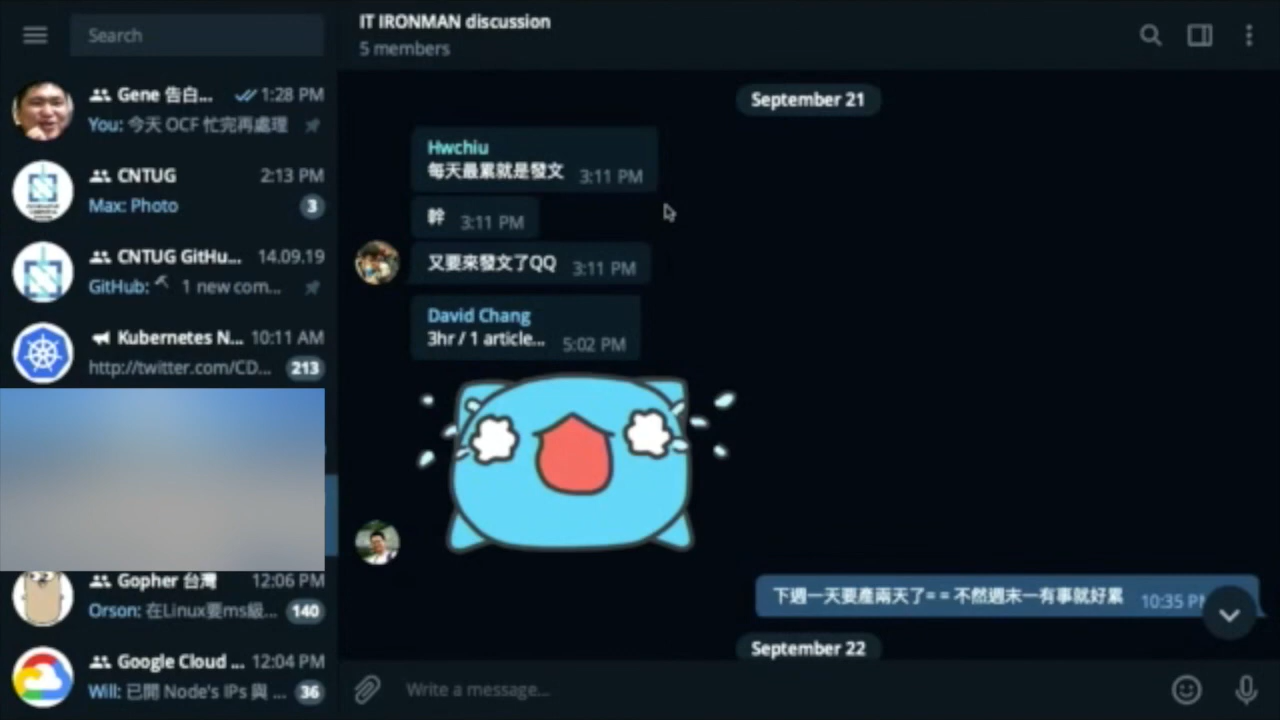 Search
Gene 告白... 1:28 PM
You: 今天 OCF 忙完再處理
CNTUG 2:13 PM
Max: Photo 3
CNTUG GitHu... 14.09.19
GitHub: 1 new com...
Kubernetes N... 10:11 AM
http://twitter.com/CD... 213
Gopher 台灣 12:06 PM
Orson: 在Linux要ms級... 140
Google Cloud ... 12:04 PM
Will: 已開 Node's IPs 與 ... 36
IT IRONMAN discussion
5 members
September 21
Hwchiu
每天最累就是發文 3:11 PM
幹 3:11 PM
又要來發文了QQ 3:11 PM
David Chang
3hr / 1 article... 5:02 PM
下週一天要產兩天了= = 不然週末一有事就好累 10:35 PM
September 22
Write a message...